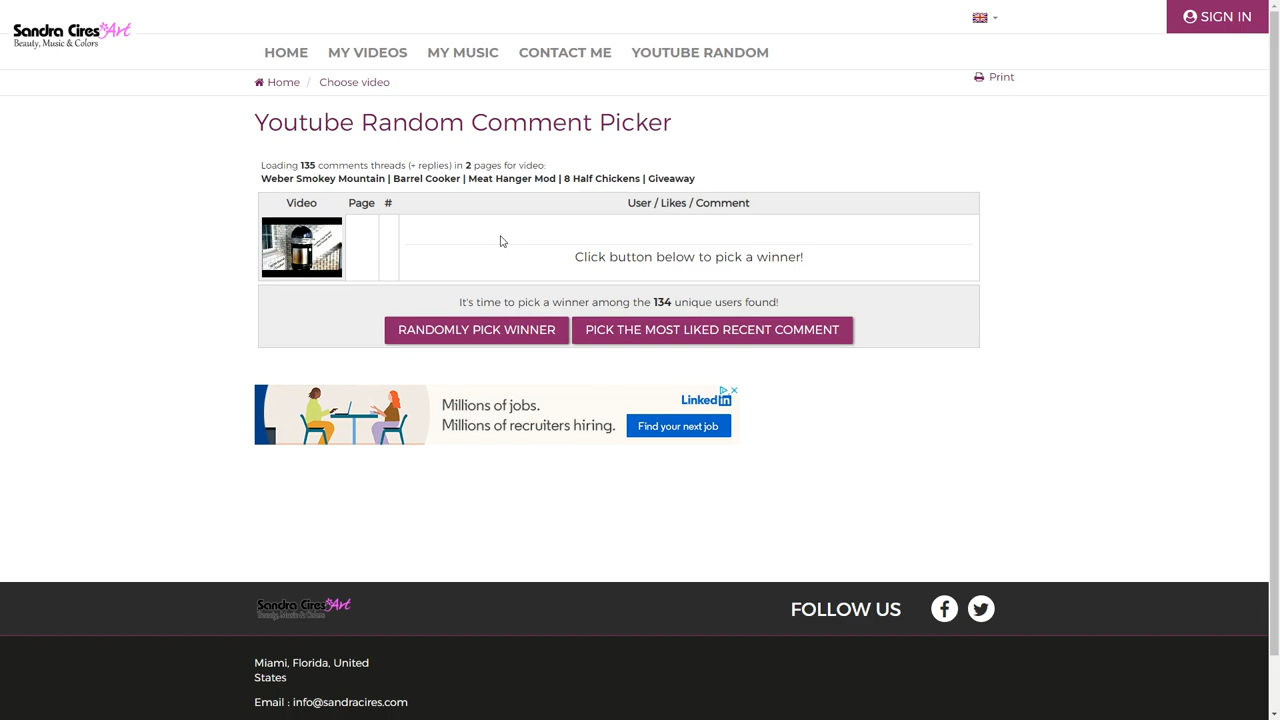 Sandra Cires Art
Beauty, Music & Colors
SIGN IN
HOME MY VIDEOS MY MUSIC CONTACT ME YOUTUBE RANDOM
Home / Choose video
Print
Youtube Random Comment Picker
Loading 135 comments threads (+ replies) in 2 pages for video:
Weber Smokey Mountain | Barrel Cooker | Meat Hanger Mod | 8 Half Chickens | Giveaway
Video Page # User / Likes / Comment
Click button below to pick a winner!
It's time to pick a winner among the 134 unique users found!
RANDOMLY PICK WINNER PICK THE MOST LIKED RECENT COMMENT
Millions of jobs.
Millions of recruiters hiring.
Linked in
Find your next job
Sandra Cires Art
Beauty, Music & Colors
FOLLOW US
Miami, Florida, United
States
Email : info@sandracires.com